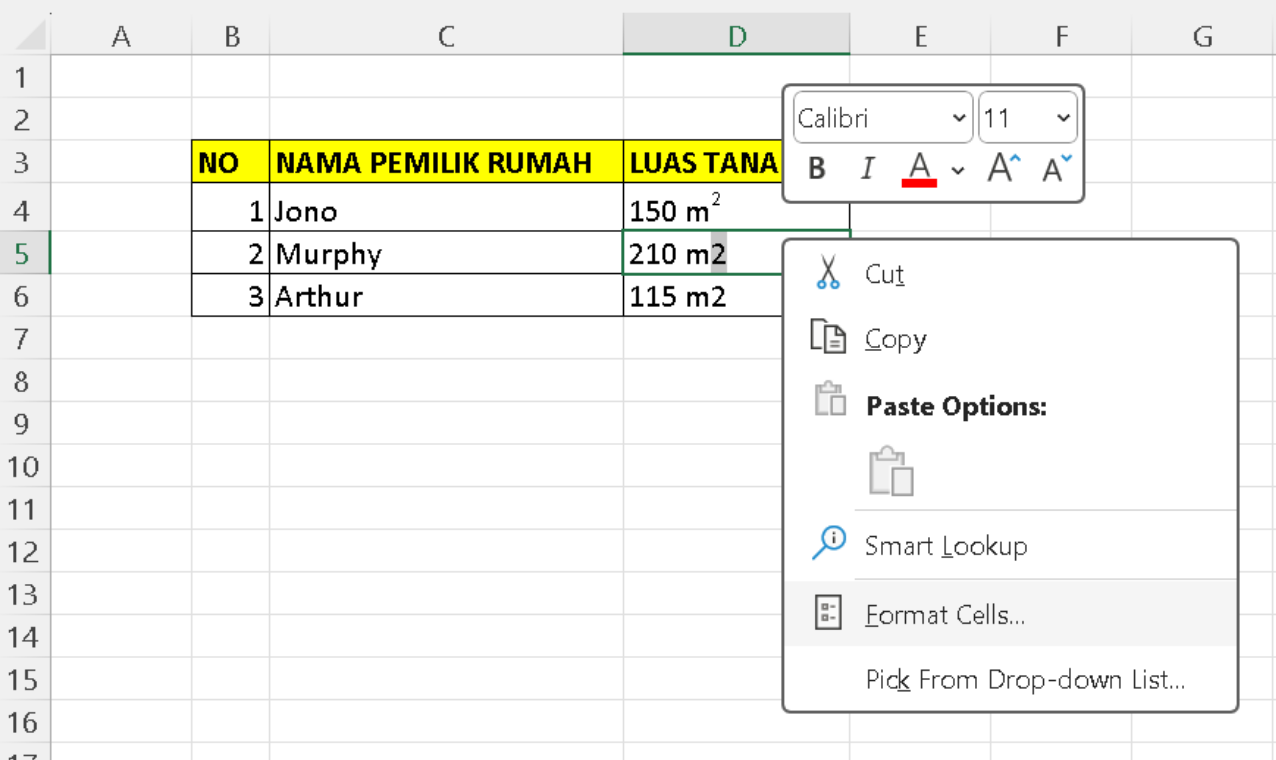 A B C D E F G
1
2
3 NO NAMA PEMILIK RUMAH LUAS TANA
4 1 Jono 150 m²
5 2 Murphy 210 m2
6 3 Arthur 115 m2
7
8
9
10
11
12
13
14
15
16
17
Calibri 11
B I A A A
Cut
Copy
Paste Options:
Smart Lookup
Format Cells...
Pick From Drop-down List...